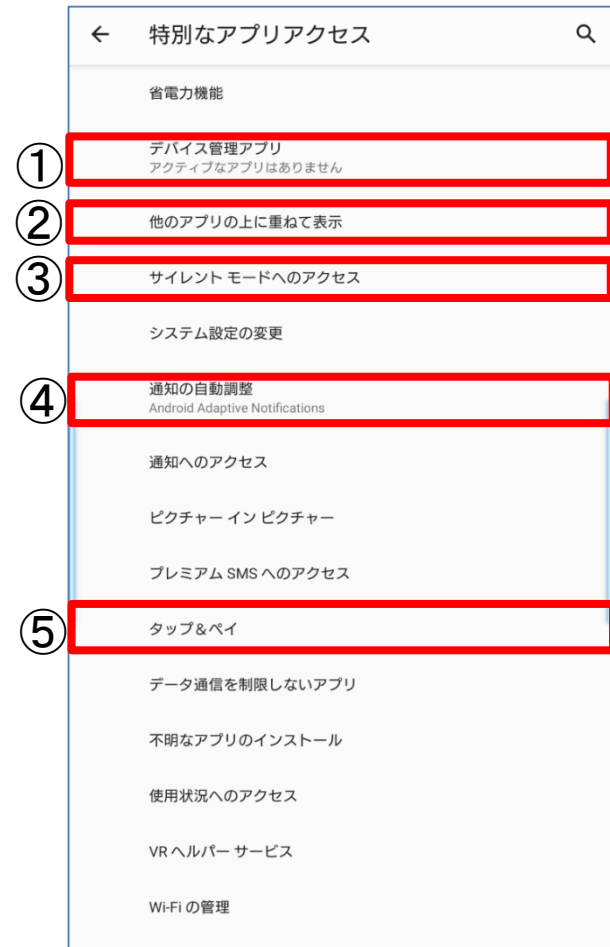 特別なアプリアクセス
省電力機能
① デバイス管理アプリ
アクティブなアプリはありません
② 他のアプリの上に重ねて表示
③ サイレント モードへのアクセス
システム設定の変更
④ 通知の自動調整
Android Adaptive Notifications
通知へのアクセス
ピクチャー イン ピクチャー
プレミアム SMS へのアクセス
⑤ タップ&ペイ
データ通信を制限しないアプリ
不明なアプリのインストール
使用状況へのアクセス
VR ヘルパー サービス
Wi-Fi の管理